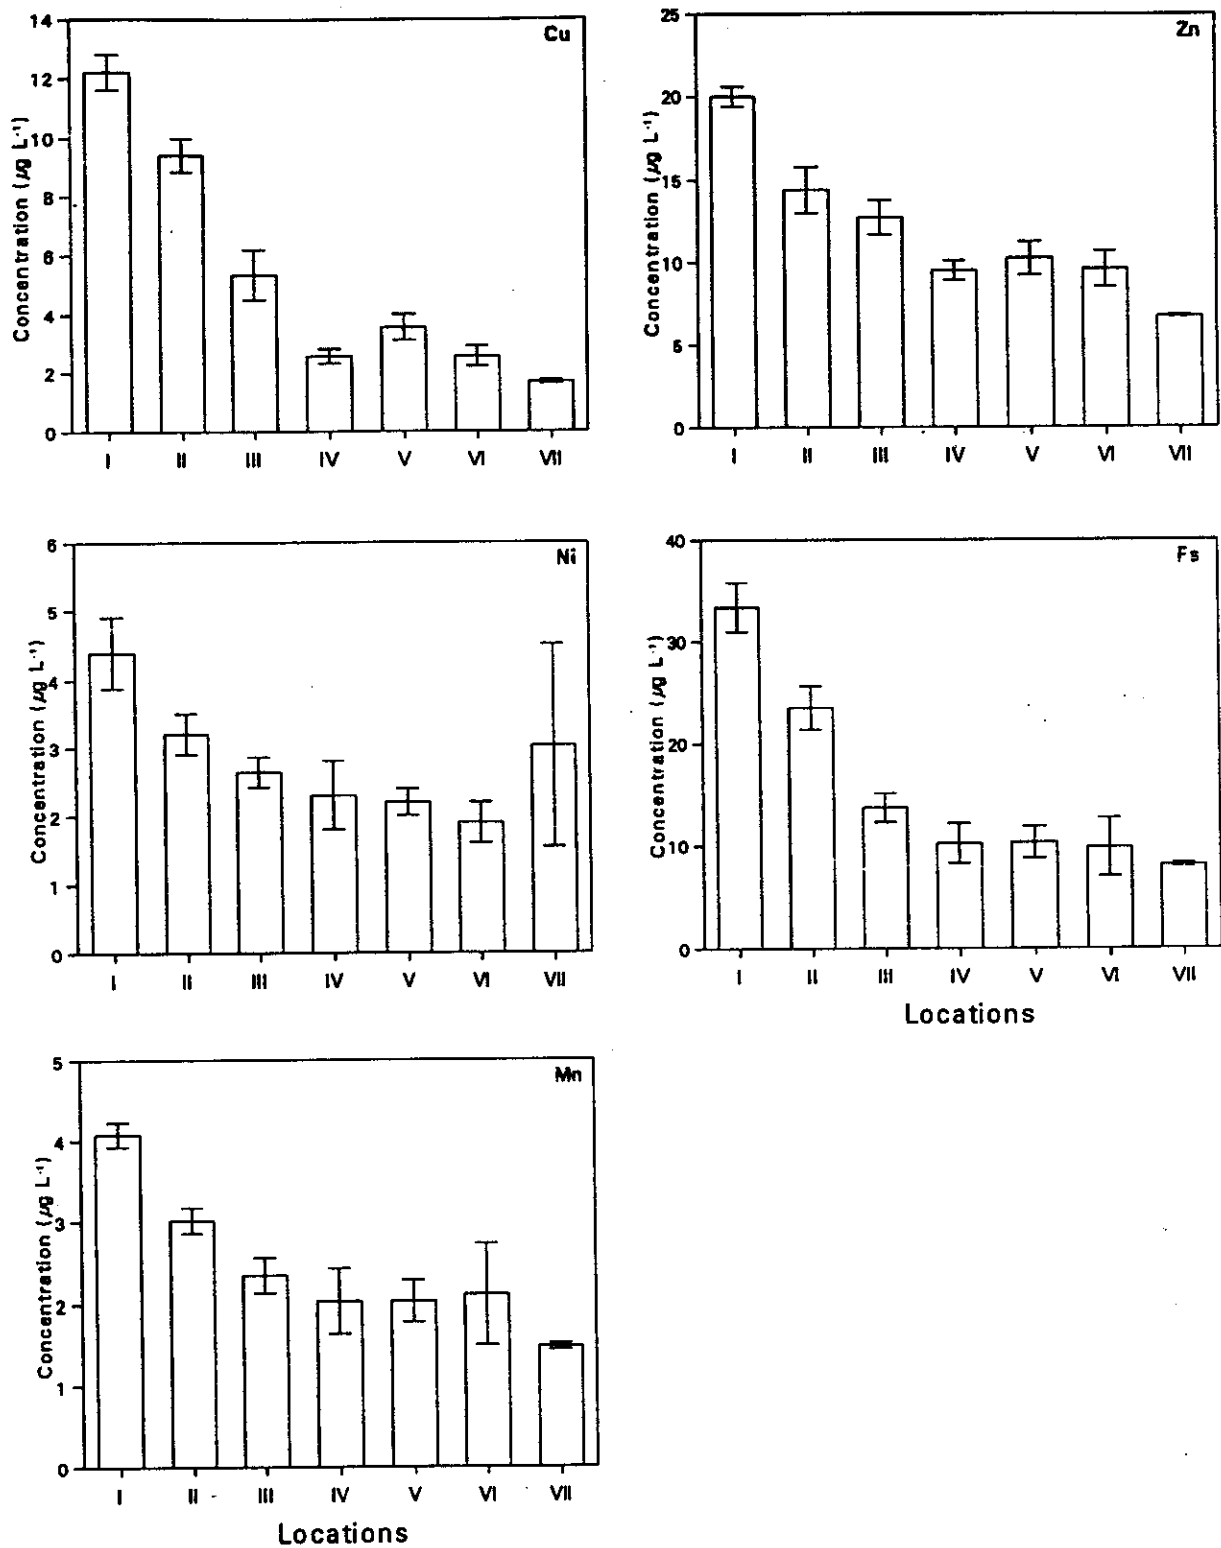 Cu
Concentration (µg L⁻¹)
14
12
10
8
6
4
2
0
I II III IV V VI VII
Zn
Concentration (µg L⁻¹)
25
20
15
10
5
0
I II III IV V VI VII
Ni
Concentration (µg L⁻¹)
6
5
4
3
2
1
0
I II III IV V VI VII
Fs
Concentration (µg L⁻¹)
40
30
20
10
0
I II III IV V VI VII
Locations
Mn
Concentration (µg L⁻¹)
5
4
3
2
1
0
I II III IV V VI VII
Locations